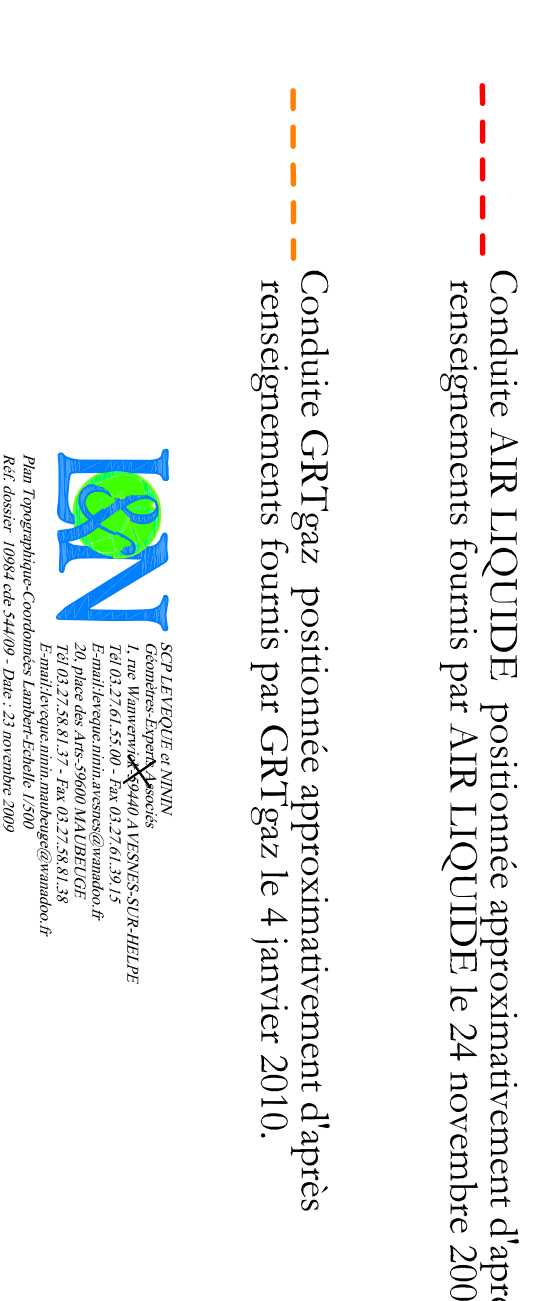 Conduite AIR LIQUIDE positionnée approximativement d'apr
renseignements fournis par AIR LIQUIDE le 24 novembre 200
Conduite GRTgaz positionnée approximativement d'après
renseignements fournis par GRTgaz le 4 janvier 2010.
L&N
SCP LEVEQUE et NININ
Géomètres-Experts Associés
1, rue Wanwerwick 59440 AVESNES-SUR-HELPE
Tél 03.27.61.55.00 - Fax 03.27.61.39.15
E-mail:leveque.ninin.avesnes@wanadoo.fr
20, place des Arts-59600 MAUBEUGE
Tél 03.27.58.81.37 - Fax 03.27.58.81.38
E-mail:leveque.ninin.maubeuge@wanadoo.fr
Plan Topographique-Coordonnées Lambert-Echelle 1/500
Réf. dossier 10984 cde 544/09 - Date : 23 novembre 2009